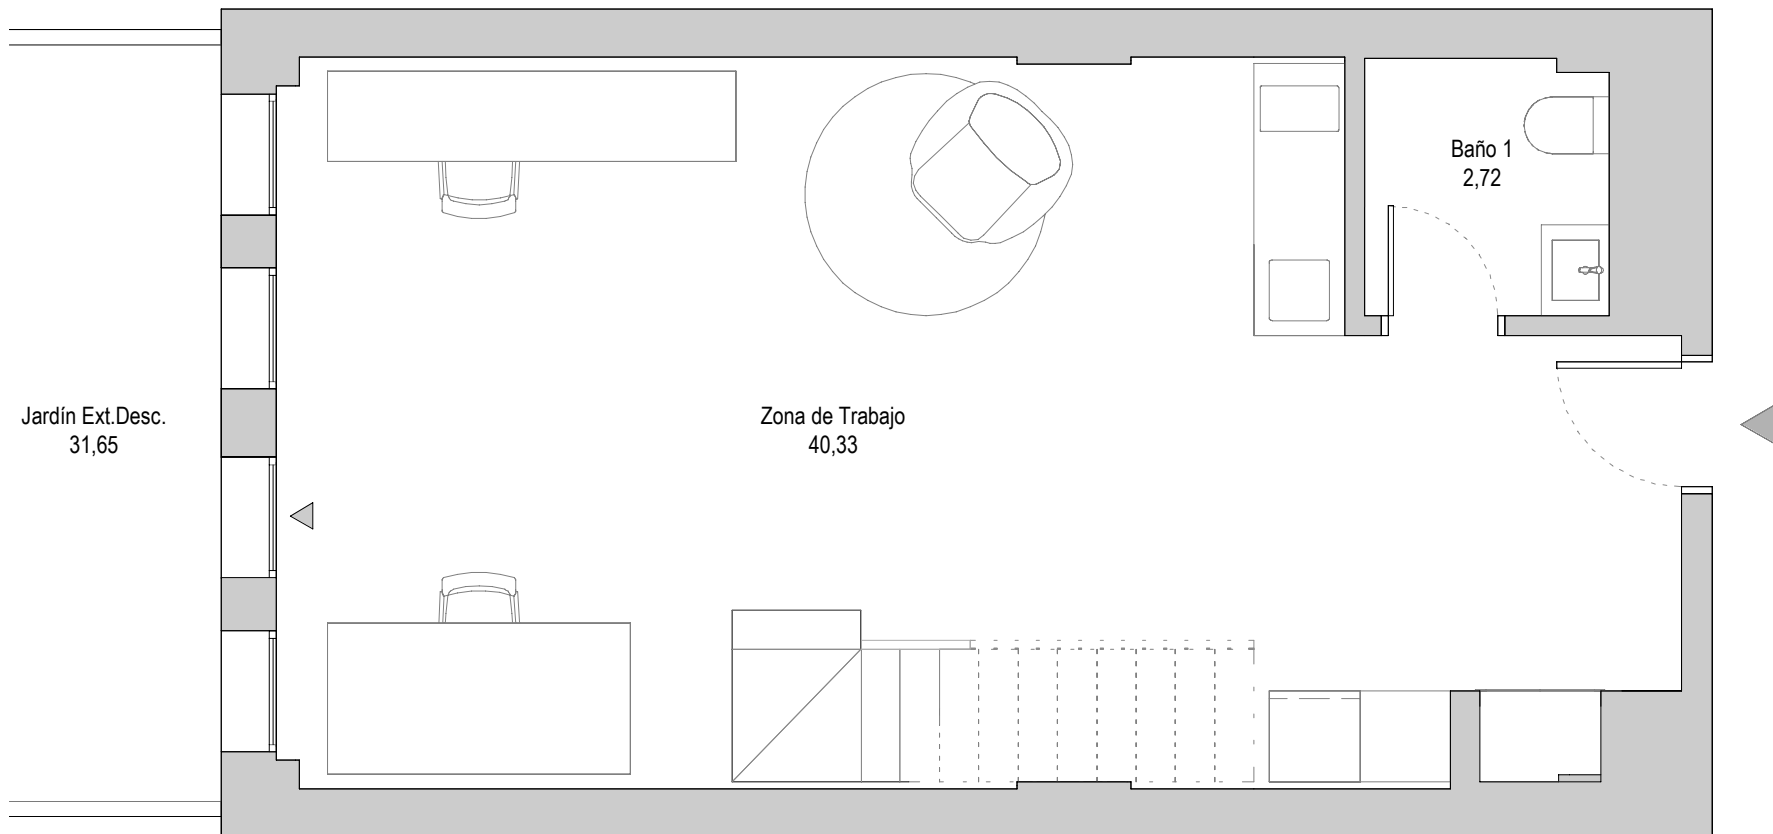 Baño 1
2,72
Jardín Ext.Desc.
31,65
Zona de Trabajo
40,33